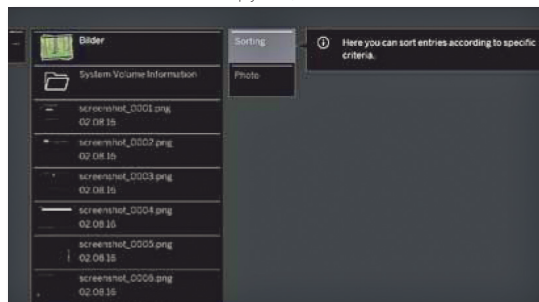 Bilder
System Volume Information
screenshot_0001.png
02.08.16
screenshot_0002.png
02.08.16
screenshot_0003.png
02.08.16
screenshot_0004.png
02.08.16
screenshot_0005.png
02.08.16
screenshot_0006.png
02.08.16
Sorting
Photo
Here you can sort entries according to specific
criteria.